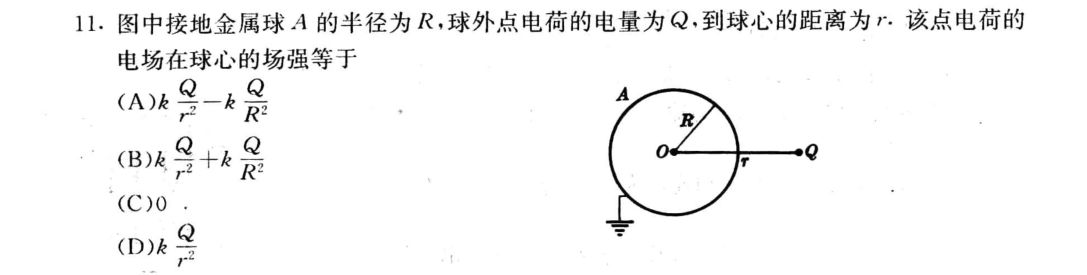 11. 图中接地金属球 A 的半径为 R,球外点电荷的电量为 Q,到球心的距离为 r. 该点电荷的
电场在球心的场强等于
(A) k Q/r² − k Q/R²
(B) k Q/r² + k Q/R²
(C) 0
(D) k Q/r²
A
R
O
r
Q